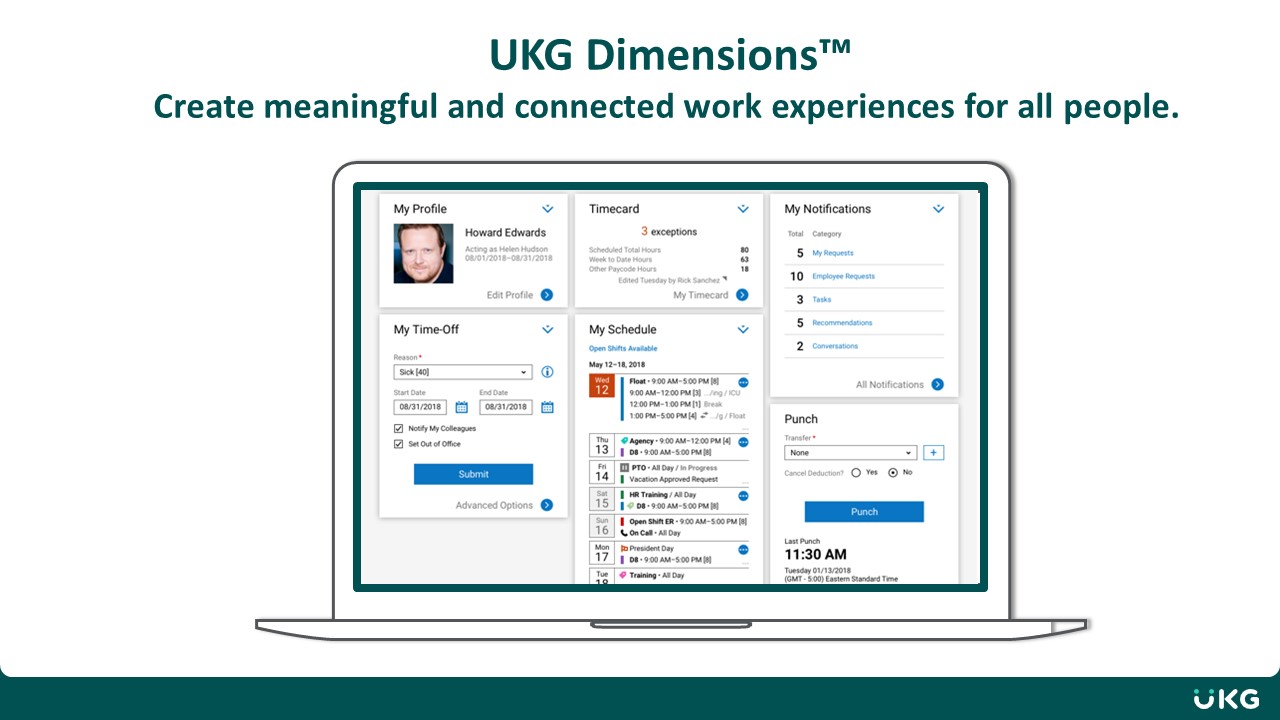 UKG Dimensions™
Create meaningful and connected work experiences for all people.
My Profile
Howard Edwards
Acting as Helen Hudson
08/01/2018–08/31/2018
Edit Profile
Timecard
3 exceptions
Scheduled Total Hours 80
Week to Date Hours 63
Other Paycode Hours 18
Edited Tuesday by Rick Sanchez
My Timecard
My Notifications
Total Category
5 My Requests
10 Employee Requests
3 Tasks
5 Recommendations
2 Conversations
All Notifications
My Time-Off
Reason *
Sick [40]
Start Date End Date
08/31/2018 08/31/2018
Notify My Colleagues
Set Out of Office
Submit
Advanced Options
My Schedule
Open Shifts Available
May 12–18, 2018
Wed 12
Float • 9:00 AM–5:00 PM [8]
9:00 AM–12:00 PM [3] .../ing / ICU
12:00 PM–1:00 PM [1] Break
1:00 PM–5:00 PM [4] .../g / Float
Thu 13
Agency • 9:00 AM–12:00 PM [4]
D8 • 9:00 AM–5:00 PM [8]
Fri 14
PTO • All Day / In Progress
Vacation Approved Request
Sat 15
HR Training / All Day
D8 • 9:00 AM–5:00 PM [8]
Sun 16
Open Shift ER • 9:00 AM–5:00 PM [8]
On Call • All Day
Mon 17
President Day
D8 • 9:00 AM–5:00 PM [8]
Tue 18
Training • All Day
Punch
Transfer *
None
Cancel Deduction? Yes No
Punch
Last Punch
11:30 AM
Tuesday 01/13/2018
(GMT - 5:00) Eastern Standard Time
UKG